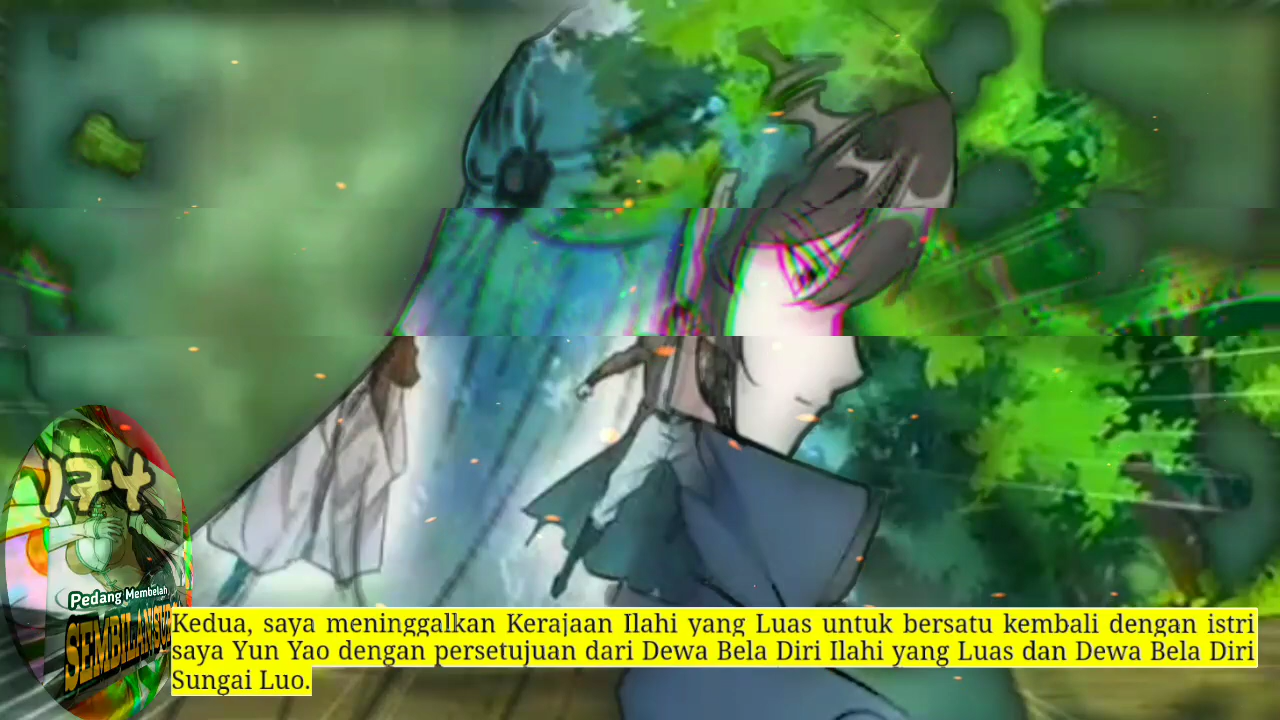 174
Pedang Membelah
Kedua, saya meninggalkan Kerajaan Ilahi yang Luas untuk bersatu kembali dengan istri
saya Yun Yao dengan persetujuan dari Dewa Bela Diri Ilahi yang Luas dan Dewa Bela Diri
Sungai Luo.